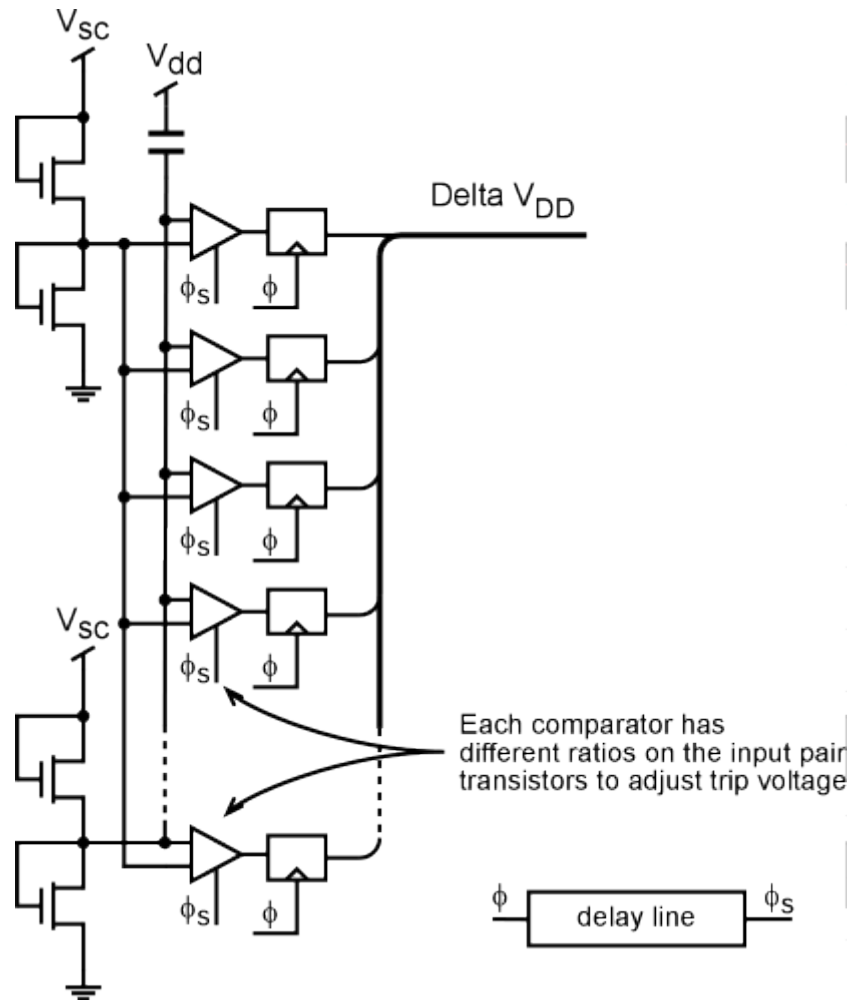 VSC
Vdd
Delta VDD
ϕS ϕ
ϕS ϕ
ϕS ϕ
ϕS ϕ
VSC
Each comparator has
different ratios on the input pair
transistors to adjust trip voltage
ϕS ϕ
ϕ delay line ϕS